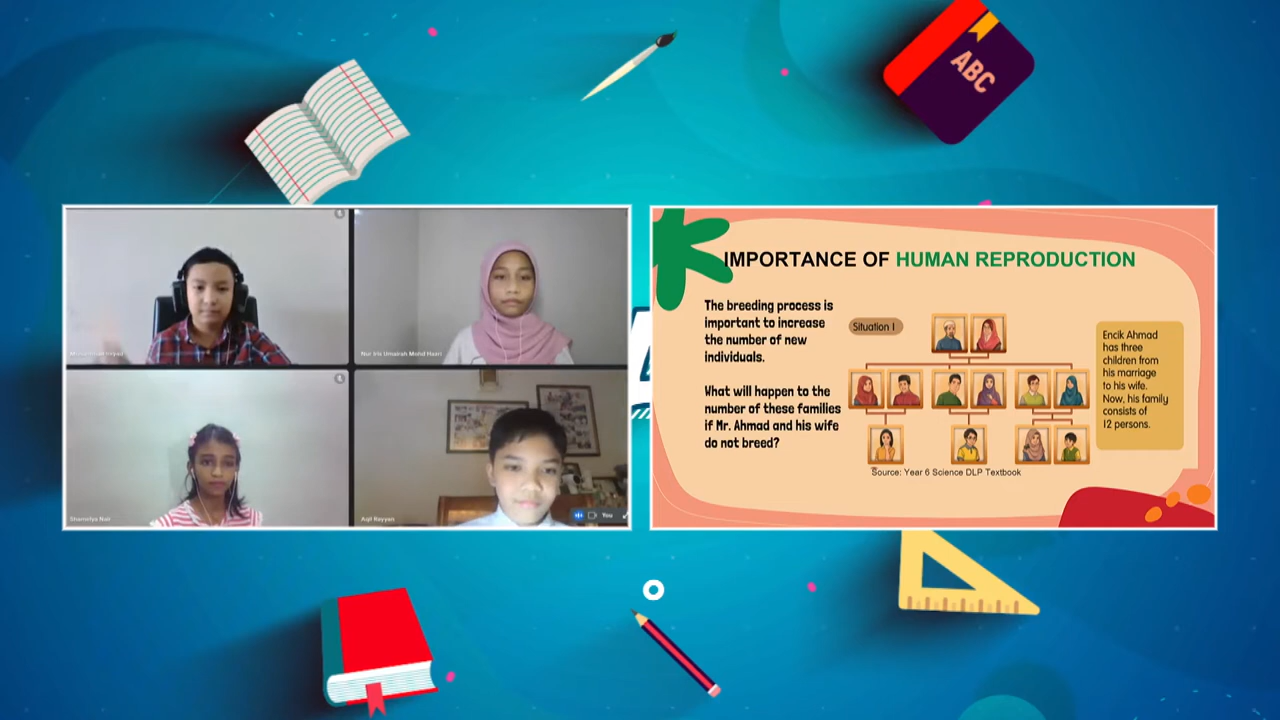 ABC
Nur Iris Umairah Mohd Hasri
Shamelya Nair
Aqil Rayyan
You
IMPORTANCE OF HUMAN REPRODUCTION
The breeding process is
important to increase
the number of new
individuals.
What will happen to the
number of these families
if Mr. Ahmad and his wife
do not breed?
Situation 1
Encik Ahmad
has three
children from
his marriage
to his wife.
Now, his family
consists of
12 persons.
Source: Year 6 Science DLP Textbook